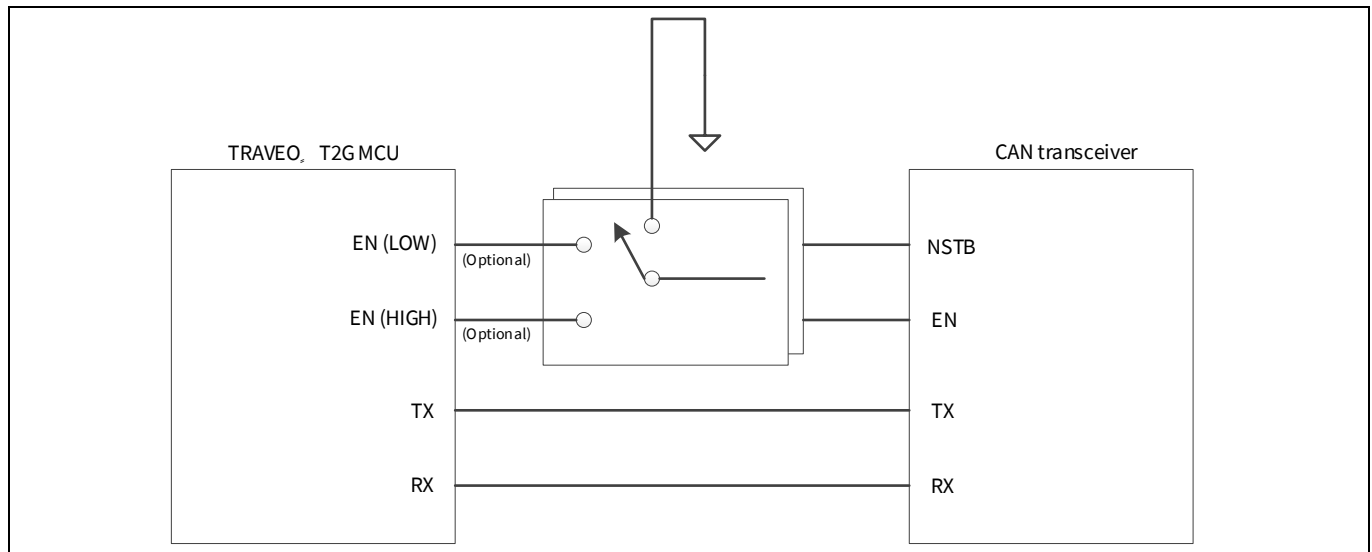 TRAVEO〟 T2G MCU
CAN transceiver
EN (LOW)
(Optional)
NSTB
EN (HIGH)
(Optional)
EN
TX
TX
RX
RX